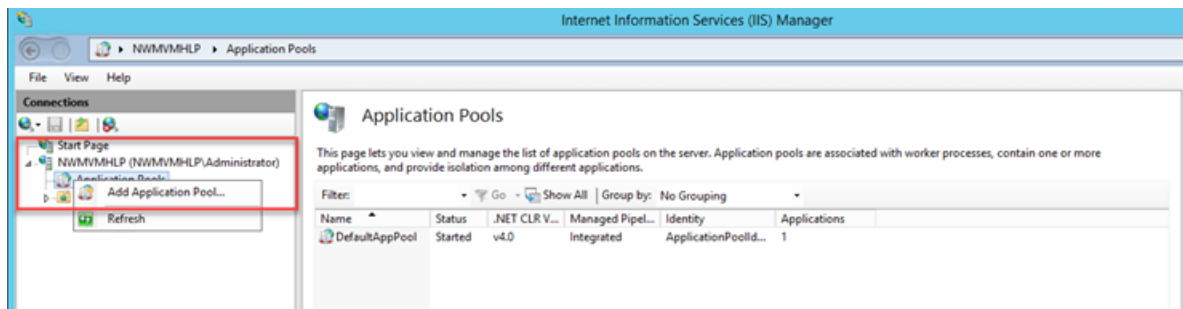 Internet Information Services (IIS) Manager
NWMVMHLP Application Pools
File View Help
Connections
Start Page
NWMVMHLP (NWMVMHLP\Administrator)
Application Pools
Add Application Pool...
Refresh
Application Pools
This page lets you view and manage the list of application pools on the server. Application pools are associated with worker processes, contain one or more
applications, and provide isolation among different applications.
Filter: Go Show All Group by: No Grouping
Name Status .NET CLR V... Managed Pipel... Identity Applications
DefaultAppPool Started v4.0 Integrated ApplicationPoolId... 1